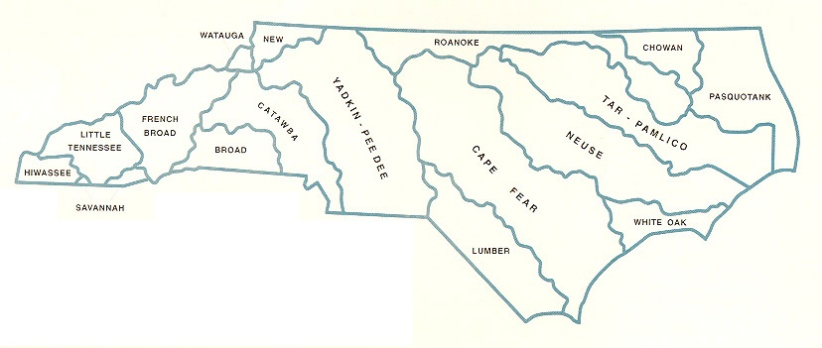 WATAUGA
NEW
ROANOKE
CHOWAN
PASQUOTANK
YADKIN - PEE DEE
TAR - PAMLICO
CATAWBA
FRENCH
BROAD
LITTLE
TENNESSEE
BROAD
NEUSE
CAPE FEAR
HIWASSEE
SAVANNAH
WHITE OAK
LUMBER